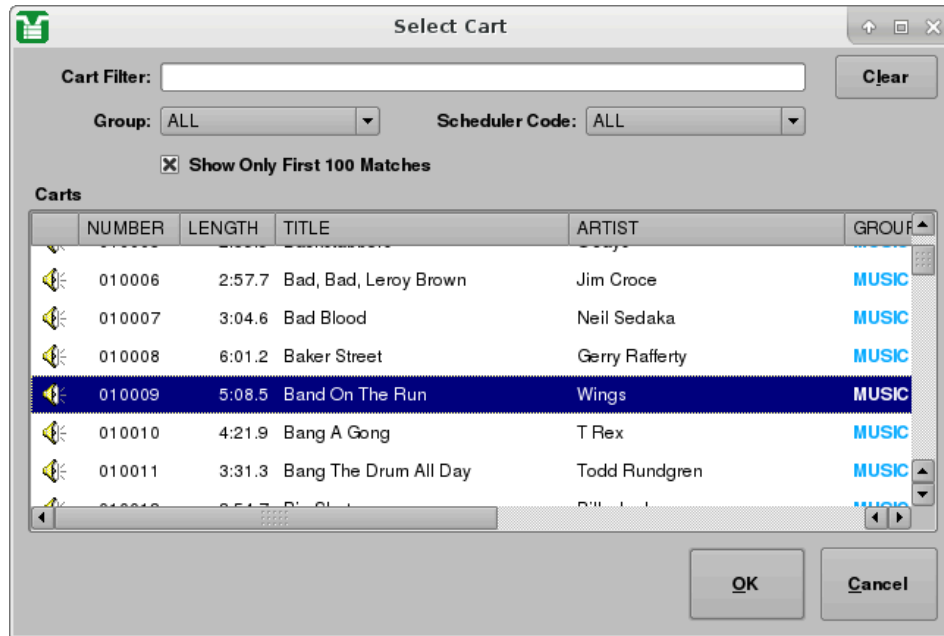 Select Cart
Cart Filter: Clear
Group: ALL Scheduler Code: ALL
Show Only First 100 Matches
Carts
NUMBER LENGTH TITLE ARTIST GROUP
010006 2:57.7 Bad, Bad, Leroy Brown Jim Croce MUSIC
010007 3:04.6 Bad Blood Neil Sedaka MUSIC
010008 6:01.2 Baker Street Gerry Rafferty MUSIC
010009 5:08.5 Band On The Run Wings MUSIC
010010 4:21.9 Bang A Gong T Rex MUSIC
010011 3:31.3 Bang The Drum All Day Todd Rundgren MUSIC
OK Cancel